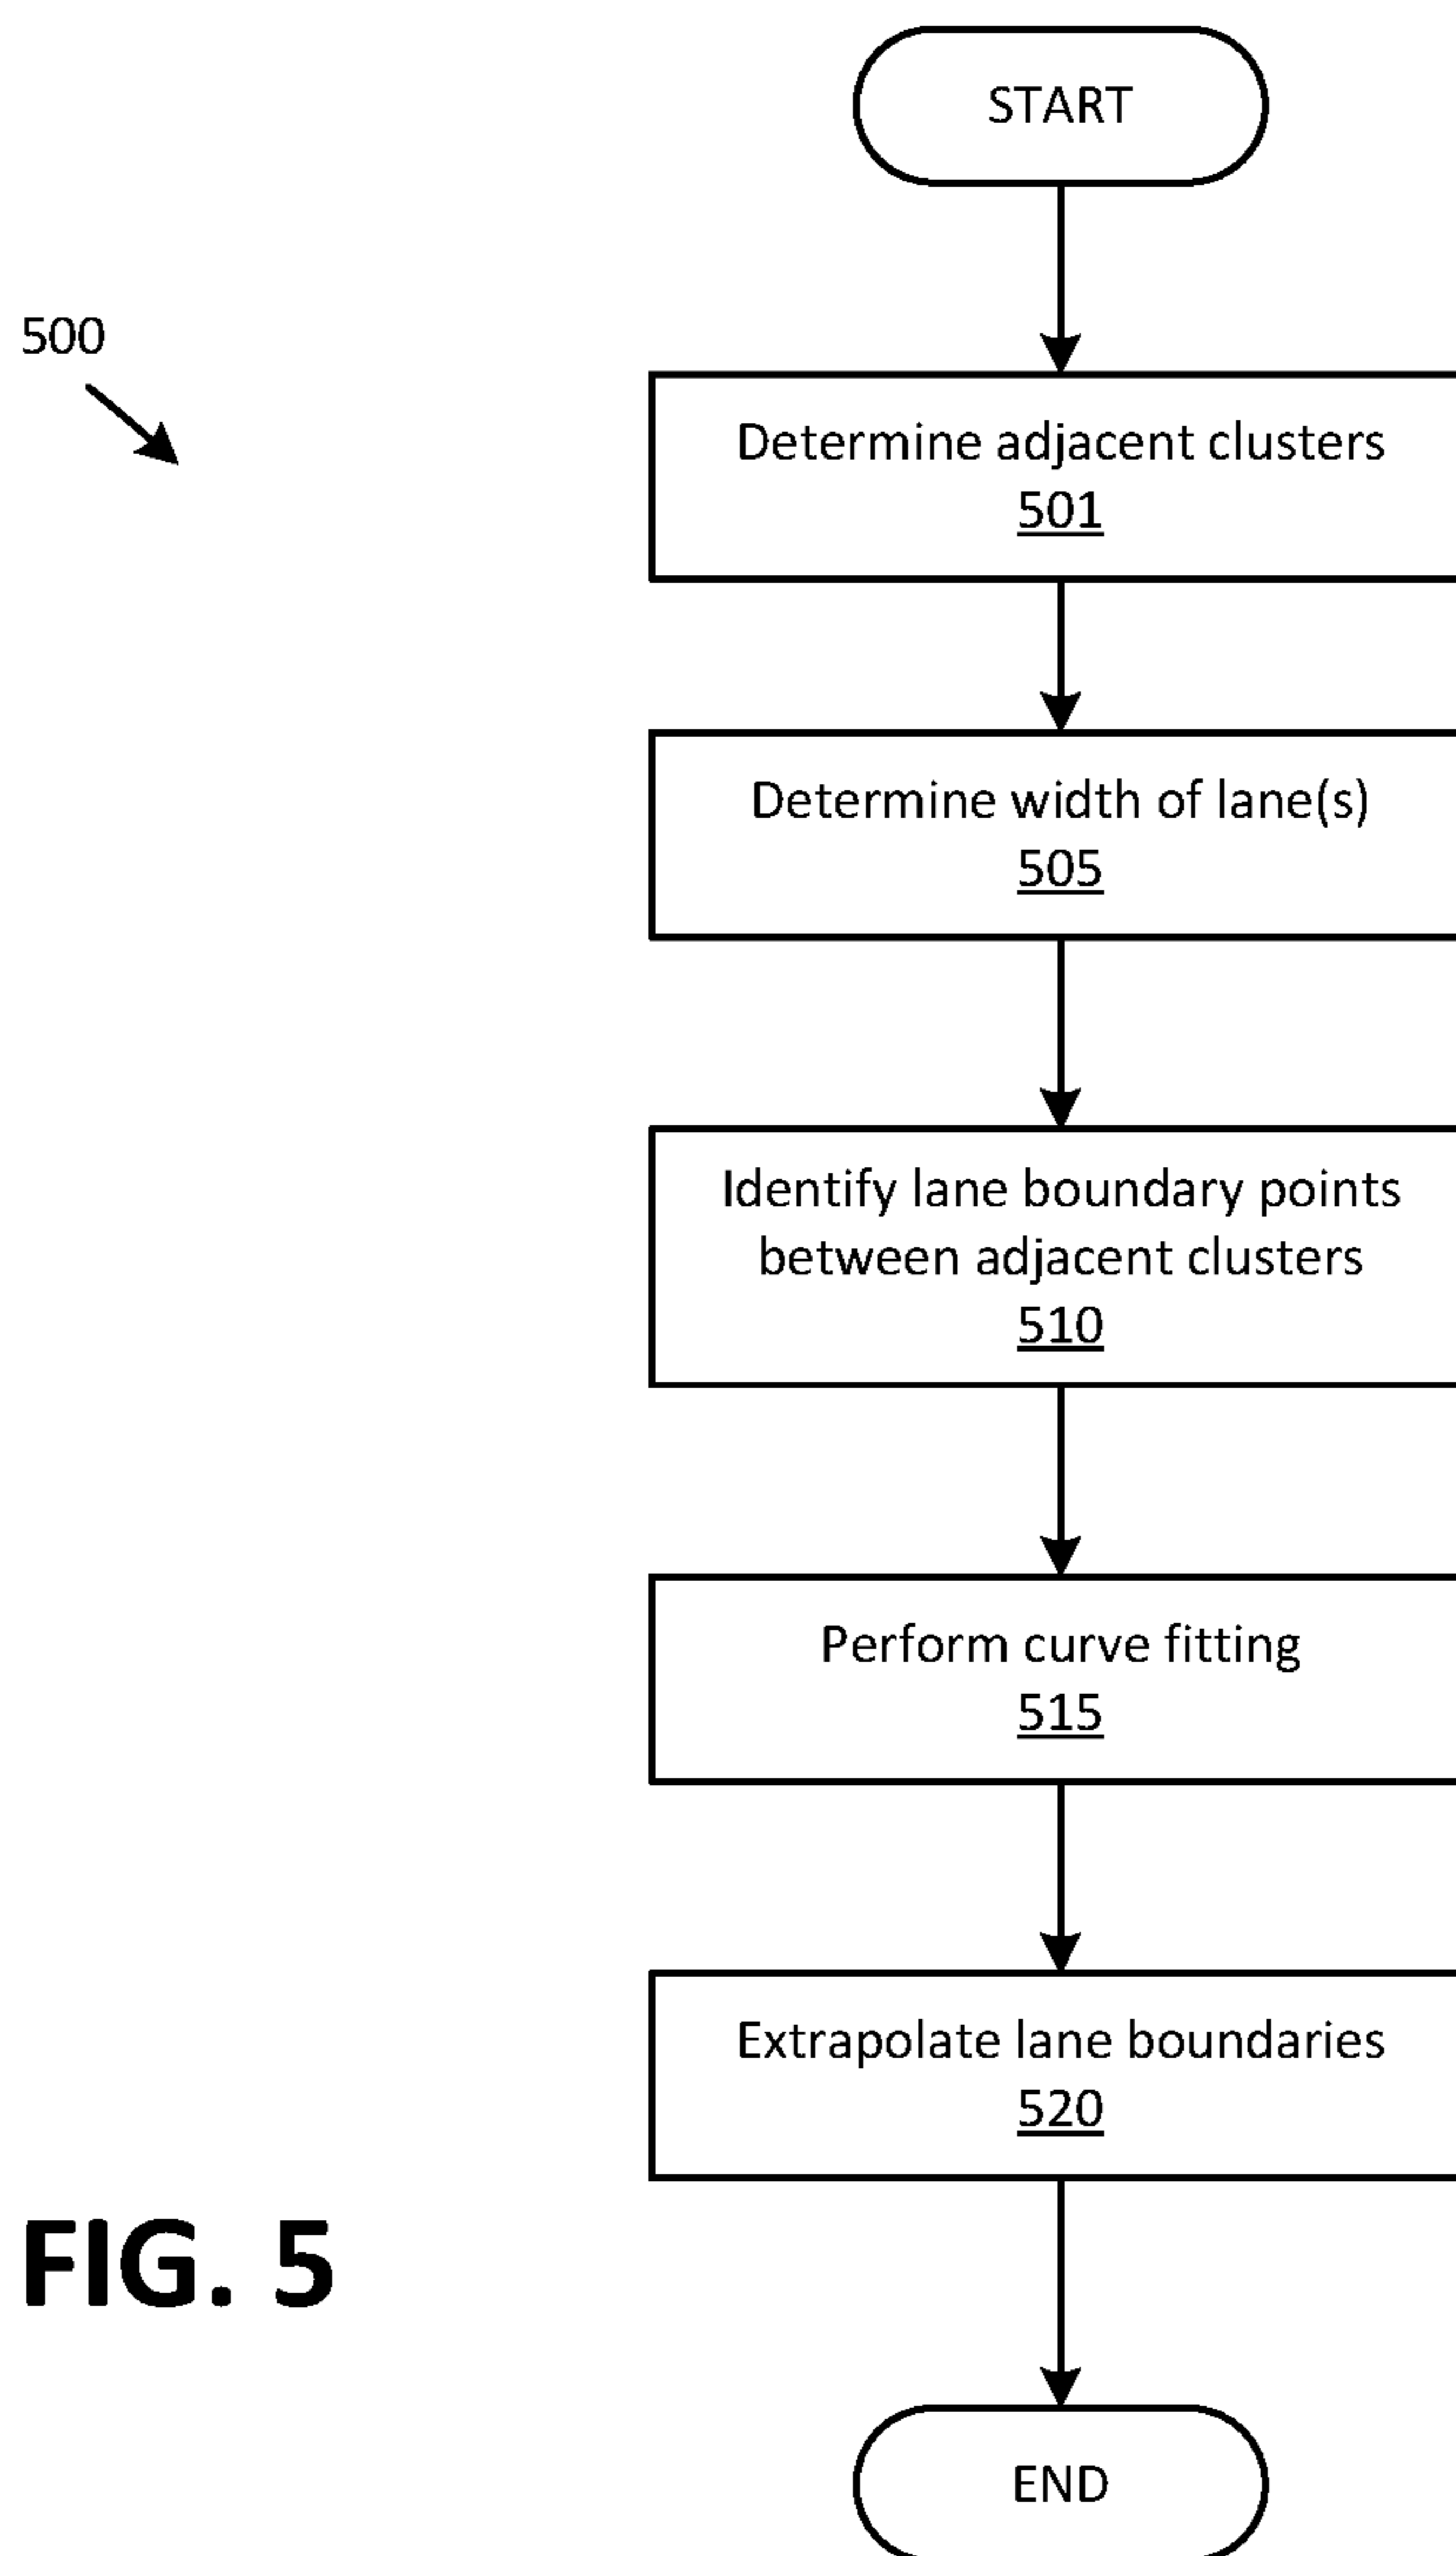 START
500
Determine adjacent clusters
501
Determine width of lane(s)
505
Identify lane boundary points
between adjacent clusters
510
Perform curve fitting
515
Extrapolate lane boundaries
520
FIG. 5
END